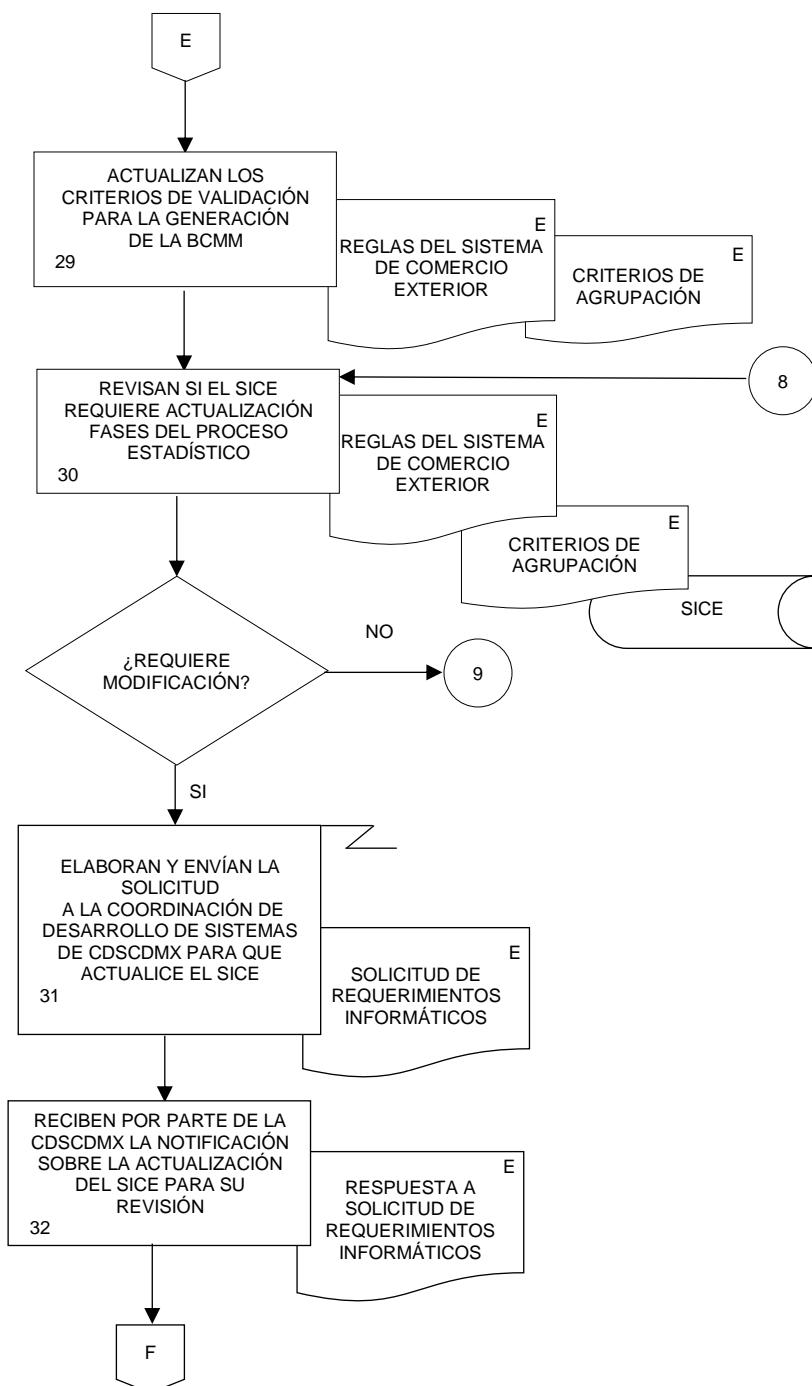 E
ACTUALIZAN LOS
CRITERIOS DE VALIDACIÓN
PARA LA GENERACIÓN
DE LA BCMM
29
E
REGLAS DEL SISTEMA
DE COMERCIO
EXTERIOR
E
CRITERIOS DE
AGRUPACIÓN
8
REVISAN SI EL SICE
REQUIERE ACTUALIZACIÓN
FASES DEL PROCESO
ESTADÍSTICO
30
E
REGLAS DEL SISTEMA
DE COMERCIO
EXTERIOR
E
CRITERIOS DE
AGRUPACIÓN
SICE
¿REQUIERE
MODIFICACIÓN?
NO
9
SI
ELABORAN Y ENVÍAN LA
SOLICITUD
A LA COORDINACIÓN DE
DESARROLLO DE SISTEMAS
DE CDSCDMX PARA QUE
ACTUALICE EL SICE
31
E
SOLICITUD DE
REQUERIMIENTOS
INFORMÁTICOS
RECIBEN POR PARTE DE LA
CDSCDMX LA NOTIFICACIÓN
SOBRE LA ACTUALIZACIÓN
DEL SICE PARA SU
REVISIÓN
32
E
RESPUESTA A
SOLICITUD DE
REQUERIMIENTOS
INFORMÁTICOS
F